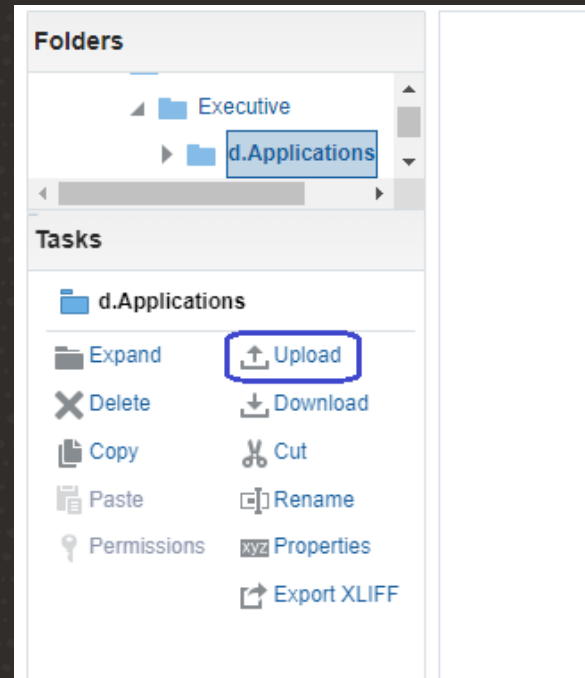 Folders
Executive
d.Applications
Tasks
d.Applications
Expand Upload
Delete Download
Copy Cut
Paste Rename
Permissions xyz Properties
Export XLIFF